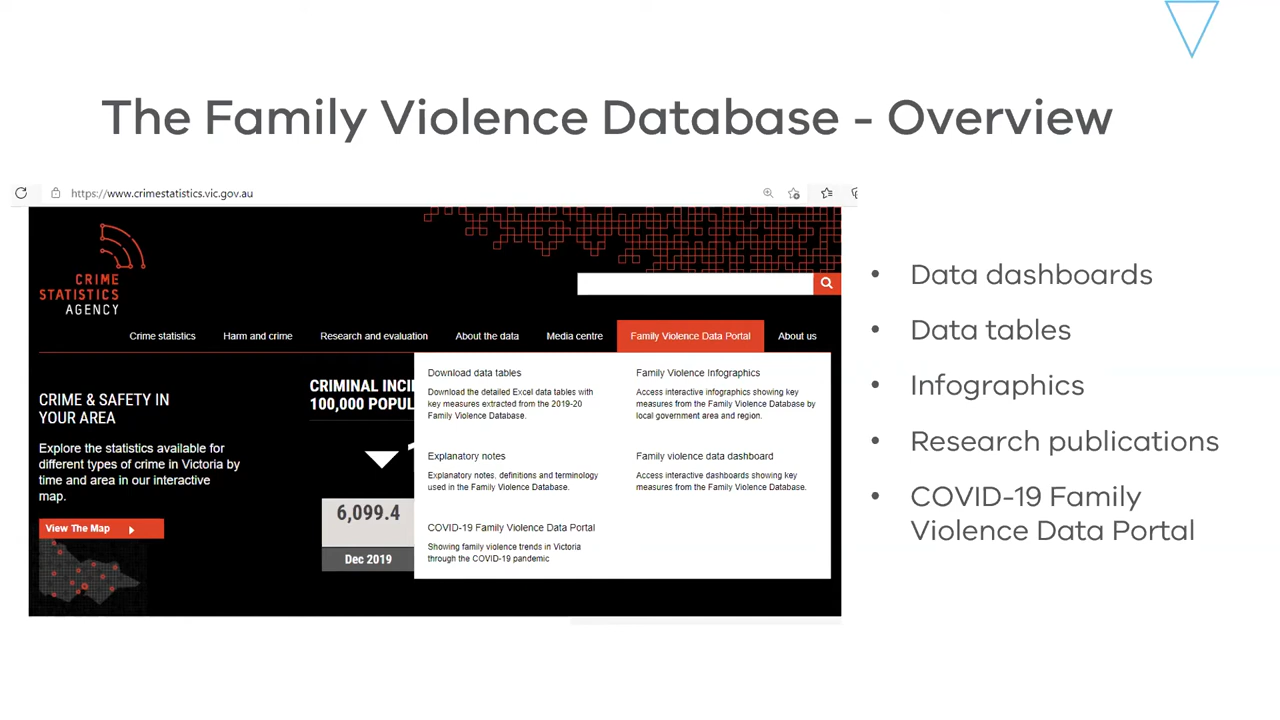 The Family Violence Database - Overview
https://www.crimestatistics.vic.gov.au
CRIME
STATISTICS
AGENCY
Crime statistics
Harm and crime
Research and evaluation
About the data
Media centre
Family Violence Data Portal
About us
CRIME & SAFETY IN
YOUR AREA
Explore the statistics available for
different types of crime in Victoria by
time and area in our interactive
map.
View The Map
CRIMINAL INCI
100,000 POPUL
6,099.4
Dec 2019
Download data tables
Download the detailed Excel data tables with
key measures extracted from the 2019-20
Family Violence Database.
Family Violence Infographics
Access interactive infographics showing key
measures from the Family Violence Database by
local government area and region.
Explanatory notes
Explanatory notes, definitions and terminology
used in the Family Violence Database.
Family violence data dashboard
Access interactive dashboards showing key
measures from the Family Violence Database.
COVID-19 Family Violence Data Portal
Showing family violence trends in Victoria
through the COVID-19 pandemic
• Data dashboards
• Data tables
• Infographics
• Research publications
• COVID-19 Family
Violence Data Portal